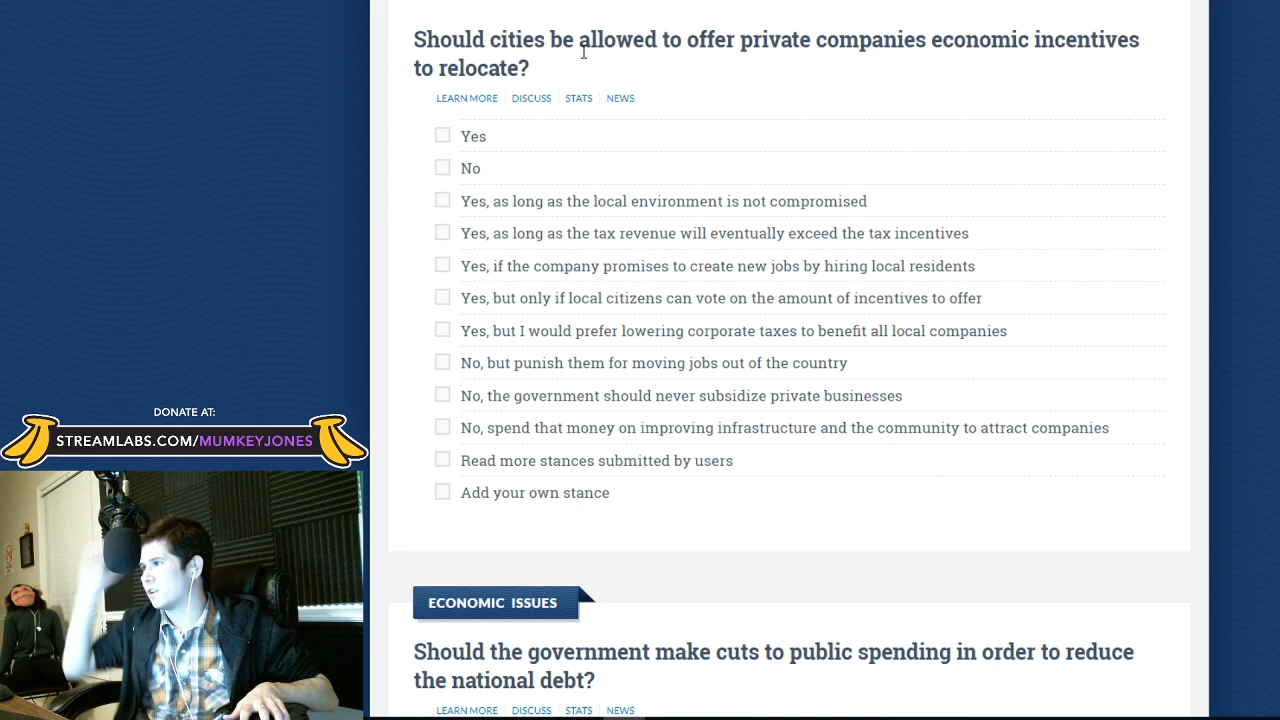 Should cities be allowed to offer private companies economic incentives
to relocate?
LEARN MORE DISCUSS STATS NEWS
Yes
No
Yes, as long as the local environment is not compromised
Yes, as long as the tax revenue will eventually exceed the tax incentives
Yes, if the company promises to create new jobs by hiring local residents
Yes, but only if local citizens can vote on the amount of incentives to offer
Yes, but I would prefer lowering corporate taxes to benefit all local companies
No, but punish them for moving jobs out of the country
No, the government should never subsidize private businesses
No, spend that money on improving infrastructure and the community to attract companies
Read more stances submitted by users
Add your own stance
DONATE AT:
STREAMLABS.COM/MUMKEYJONES
ECONOMIC ISSUES
Should the government make cuts to public spending in order to reduce
the national debt?
LEARN MORE DISCUSS STATS NEWS